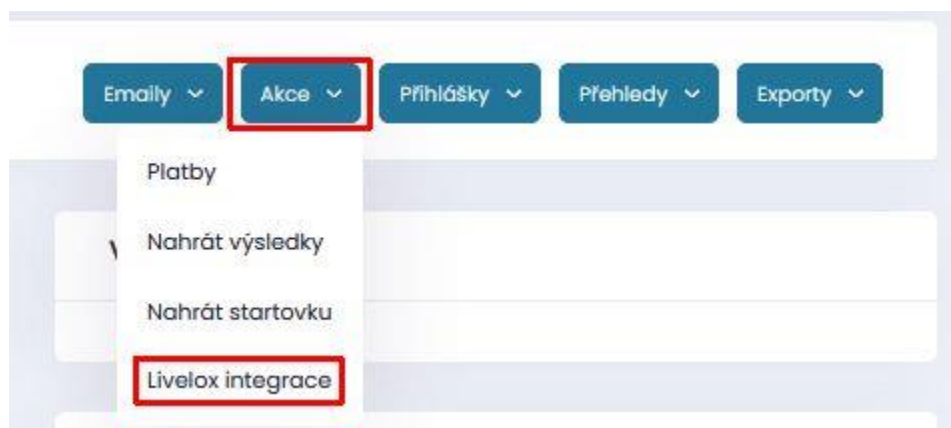 Emaily Akce Přihlášky Přehledy Exporty
Platby
Nahrát výsledky
Nahrát startovku
Livelox integrace